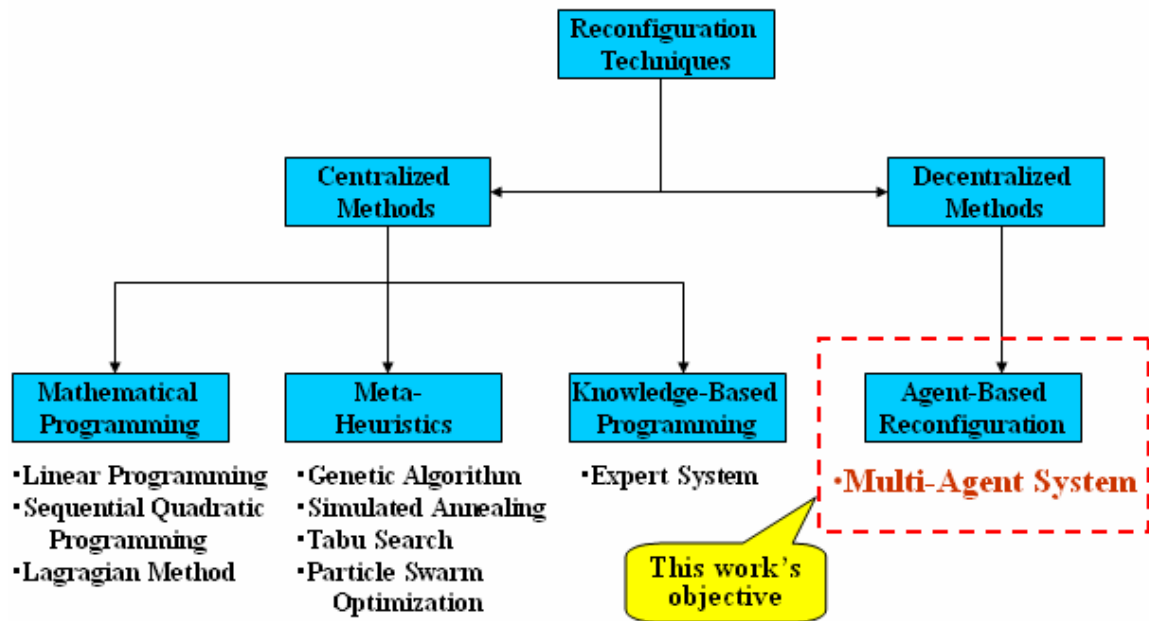 Reconfiguration
Techniques
Centralized
Methods
Decentralized
Methods
Mathematical
Programming
Meta-
Heuristics
Knowledge-Based
Programming
Agent-Based
Reconfiguration
•Linear Programming
•Sequential Quadratic
Programming
•Lagragian Method
•Genetic Algorithm
•Simulated Annealing
•Tabu Search
•Particle Swarm
Optimization
•Expert System
•Multi-Agent System
This work's
objective